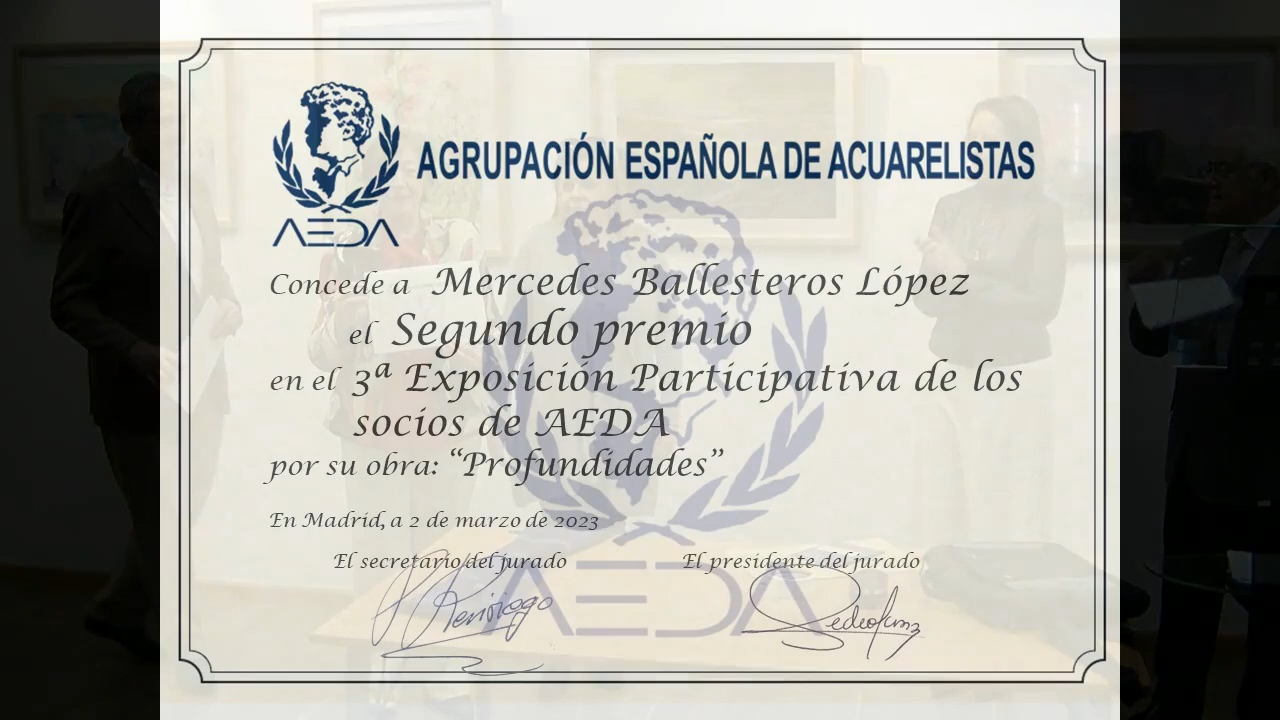 AGRUPACIÓN ESPAÑOLA DE ACUARELISTAS
AEDA
Concede a Mercedes Ballesteros López
el Segundo premio
en el 3ª Exposición Participativa de los
socios de AEDA
por su obra: “Profundidades”
En Madrid, a 2 de marzo de 2023
El secretario del jurado El presidente del jurado
AEDA